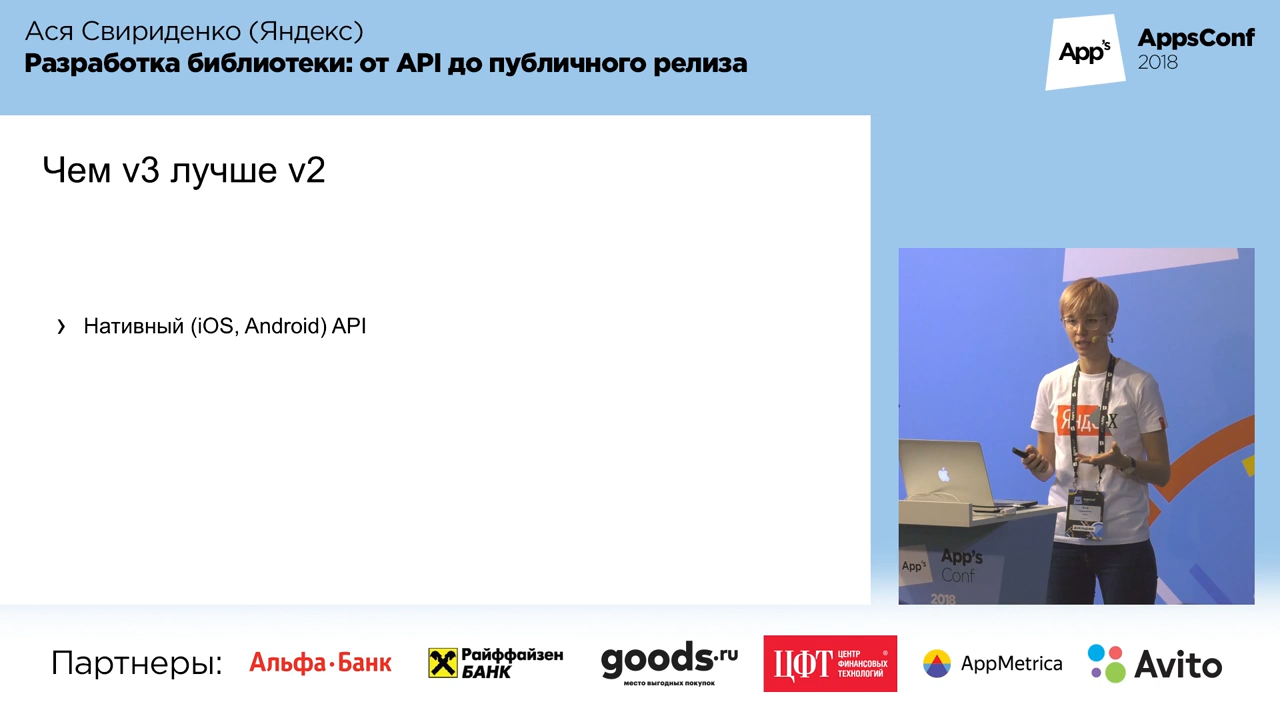 Ася Свириденко (Яндекс)
Разработка библиотеки: от API до публичного релиза
App's
AppsConf
2018
Чем v3 лучше v2
› Нативный (iOS, Android) API
Яндекс
App's
App's
Conf
2018
Партнеры:
Альфа·Банк
Райффайзен
БАНК
goods.ru
место выгодных покупок
ЦФТ
ЦЕНТР
ФИНАНСОВЫХ
ТЕХНОЛОГИЙ
®
AppMetrica
Avito